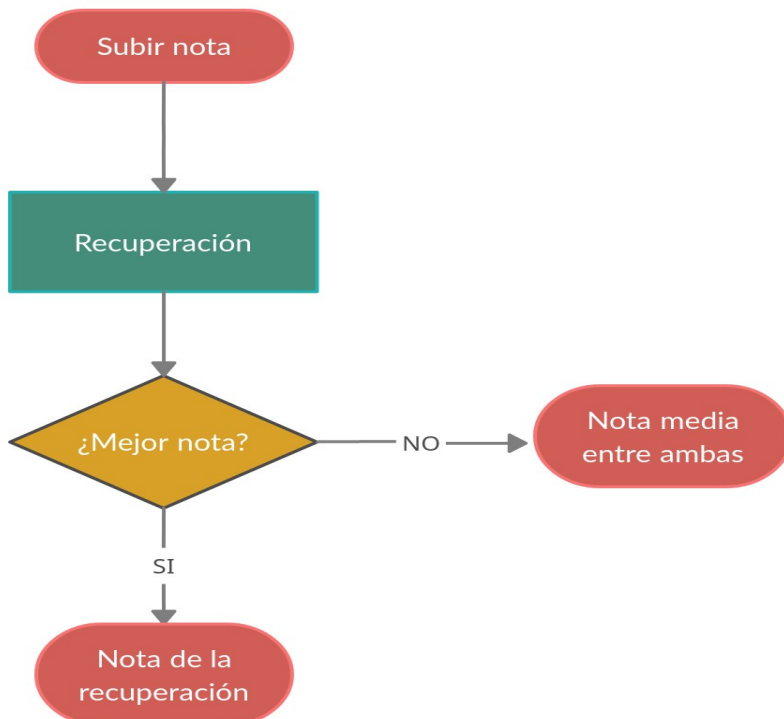 Subir nota
Recuperación
¿Mejor nota?
NO
Nota media
entre ambas
SI
Nota de la
recuperación